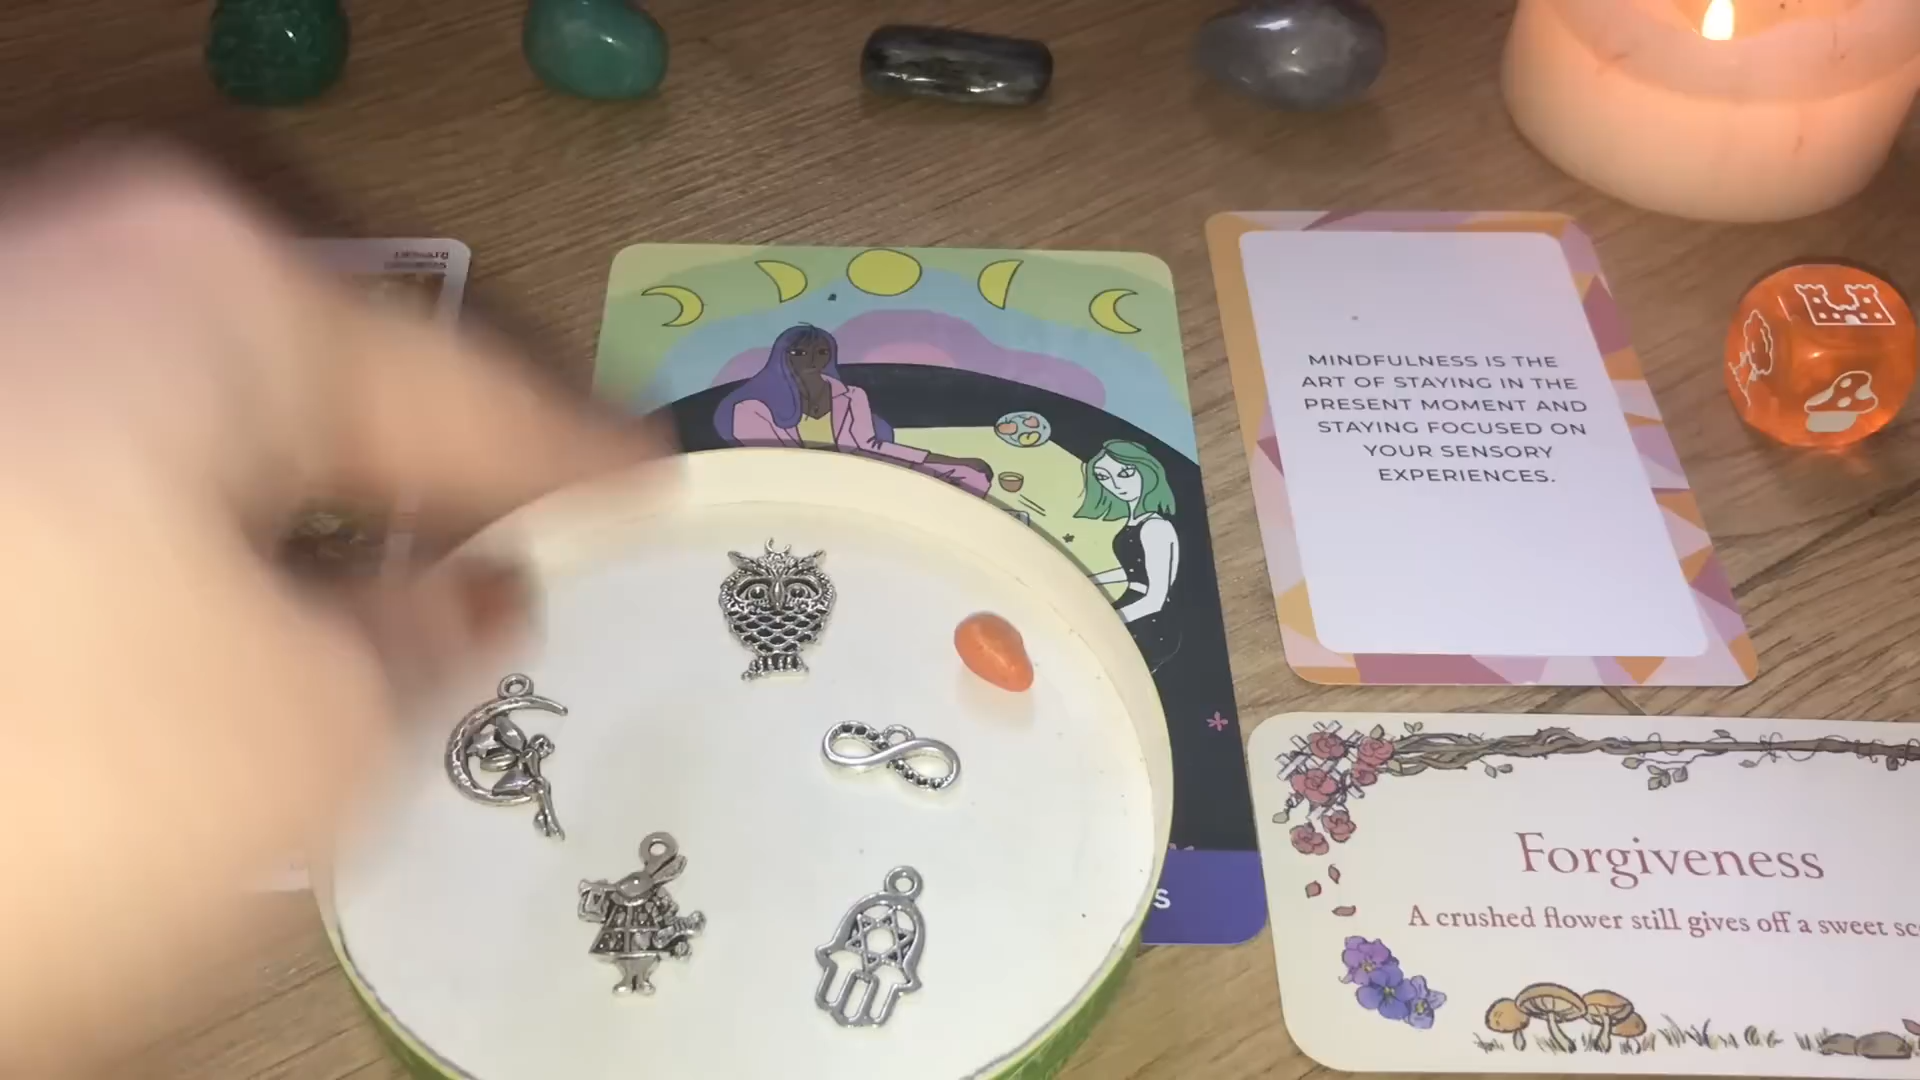 MINDFULNESS IS THE
ART OF STAYING IN THE
PRESENT MOMENT AND
STAYING FOCUSED ON
YOUR SENSORY
EXPERIENCES.
Forgiveness
A crushed flower still gives off a sweet
S